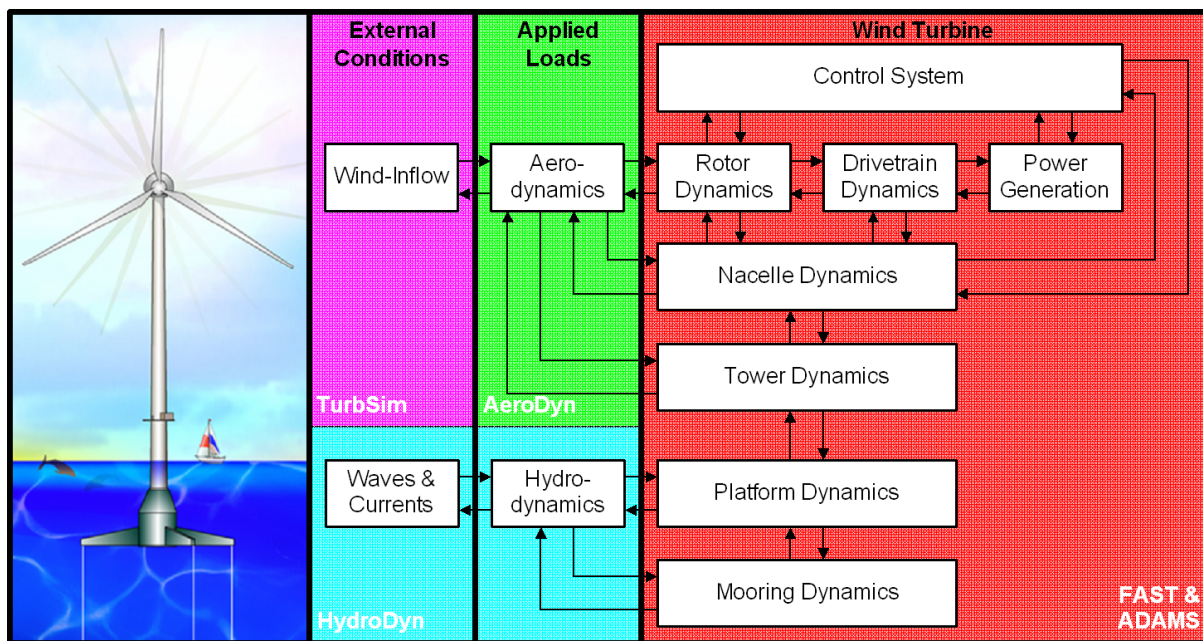 External
Conditions
Applied
Loads
Wind Turbine
Control System
Wind-Inflow
Aero-
dynamics
Rotor
Dynamics
Drivetrain
Dynamics
Power
Generation
Nacelle Dynamics
Tower Dynamics
TurbSim
AeroDyn
Waves &
Currents
Hydro-
dynamics
Platform Dynamics
Mooring Dynamics
HydroDyn
FAST &
ADAMS